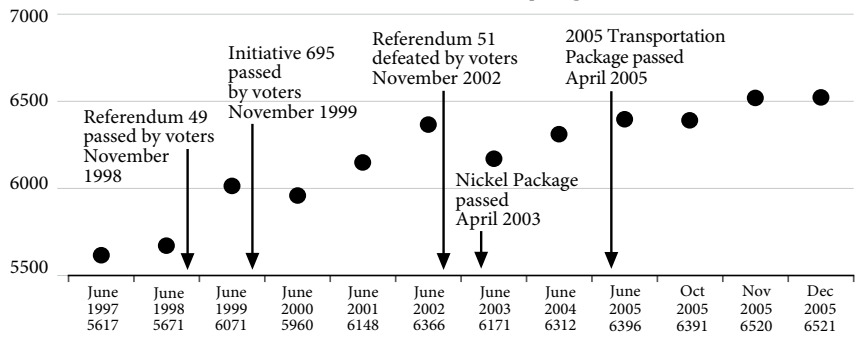 7000
6500
6000
5500
Referendum 49
passed by voters
November
1998
Initiative 695
passed
by voters
November 1999
Referendum 51
defeated by voters
November 2002
Nickel Package
passed
April 2003
2005 Transportation
Package passed
April 2005
June
1997
5617
June
1998
5671
June
1999
6071
June
2000
5960
June
2001
6148
June
2002
6366
June
2003
6171
June
2004
6312
June
2005
6396
Oct
2005
6391
Nov
2005
6520
Dec
2005
6521